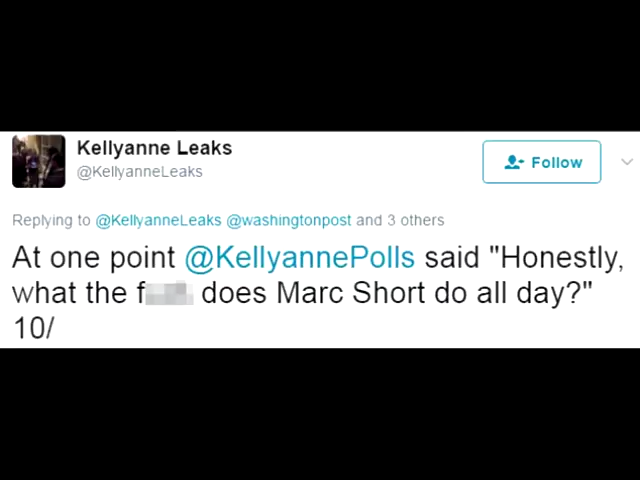 Kellyanne Leaks
@KellyanneLeaks
Follow
Replying to @KellyanneLeaks @washingtonpost and 3 others
At one point @KellyannePolls said "Honestly,
what the f does Marc Short do all day?"
10/